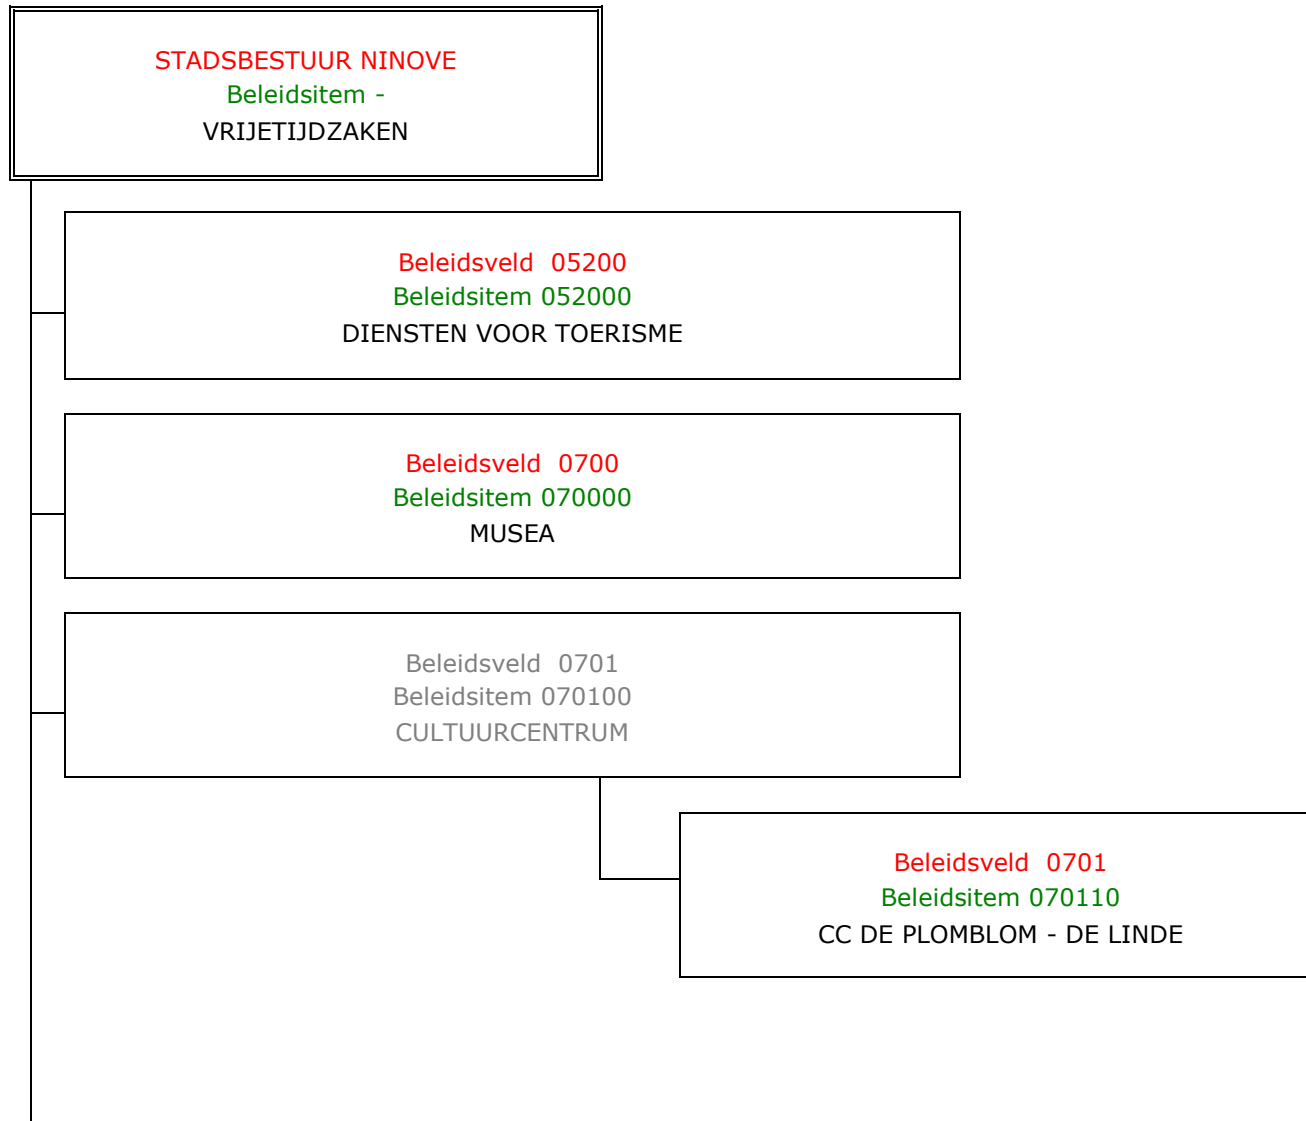 STADSBESTUUR NINOVE
Beleidsitem -
VRIJETIJDZAKEN
Beleidsveld  05200
Beleidsitem 052000
DIENSTEN VOOR TOERISME
Beleidsveld  0700
Beleidsitem 070000
MUSEA
Beleidsveld  0701
Beleidsitem 070100
CULTUURCENTRUM
Beleidsveld  0701
Beleidsitem 070110
CC DE PLOMBLOM - DE LINDE